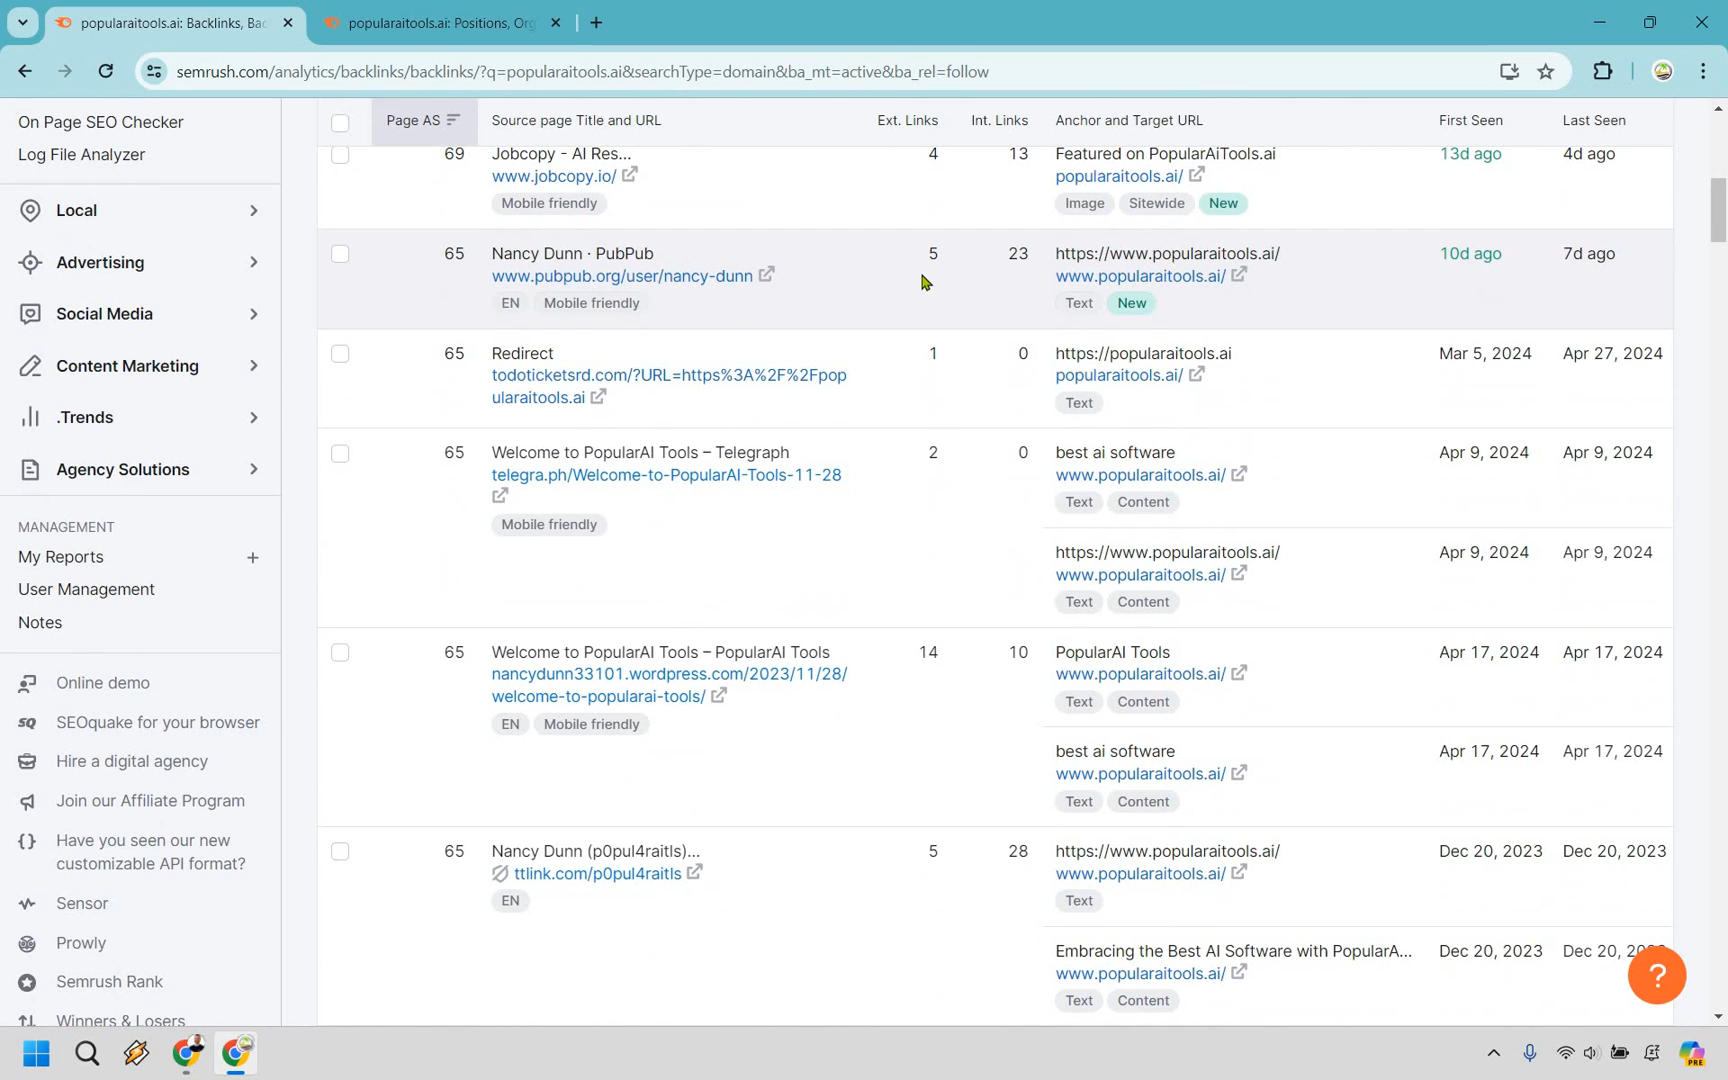 popularaitools.ai: Backlinks, Bac
popularaitools.ai: Positions, Org
semrush.com/analytics/backlinks/backlinks/?q=popularaitools.ai&searchType=domain&ba_mt=active&ba_rel=follow
On Page SEO Checker
Log File Analyzer
Local
Advertising
Social Media
Content Marketing
.Trends
Agency Solutions
MANAGEMENT
My Reports +
User Management
Notes
Online demo
SEOquake for your browser
Hire a digital agency
Join our Affiliate Program
Have you seen our new
customizable API format?
Sensor
Prowly
Semrush Rank
Winners & Losers
Page AS Source page Title and URL Ext. Links Int. Links Anchor and Target URL First Seen Last Seen
69 Jobcopy - AI Res... 4 13 Featured on PopularAiTools.ai 13d ago 4d ago
www.jobcopy.io/ popularaitools.ai/
Mobile friendly Image Sitewide New
65 Nancy Dunn · PubPub 5 23 https://www.popularaitools.ai/ 10d ago 7d ago
www.pubpub.org/user/nancy-dunn www.popularaitools.ai/
EN Mobile friendly Text New
65 Redirect 1 0 https://popularaitools.ai Mar 5, 2024 Apr 27, 2024
todoticketsrd.com/?URL=https%3A%2F%2Fpop popularaitools.ai/
ularaitools.ai Text
65 Welcome to PopularAI Tools – Telegraph 2 0 best ai software Apr 9, 2024 Apr 9, 2024
telegra.ph/Welcome-to-PopularAI-Tools-11-28 www.popularaitools.ai/
Text Content
Mobile friendly
https://www.popularaitools.ai/ Apr 9, 2024 Apr 9, 2024
www.popularaitools.ai/
Text Content
65 Welcome to PopularAI Tools – PopularAI Tools 14 10 PopularAI Tools Apr 17, 2024 Apr 17, 2024
nancydunn33101.wordpress.com/2023/11/28/ www.popularaitools.ai/
welcome-to-popularai-tools/ Text Content
EN Mobile friendly
best ai software Apr 17, 2024 Apr 17, 2024
www.popularaitools.ai/
Text Content
65 Nancy Dunn (p0pul4raitls)... 5 28 https://www.popularaitools.ai/ Dec 20, 2023 Dec 20, 2023
ttlink.com/p0pul4raitls www.popularaitools.ai/
EN Text
Embracing the Best AI Software with PopularA... Dec 20, 2023 Dec 20,
www.popularaitools.ai/
Text Content
?
PRE